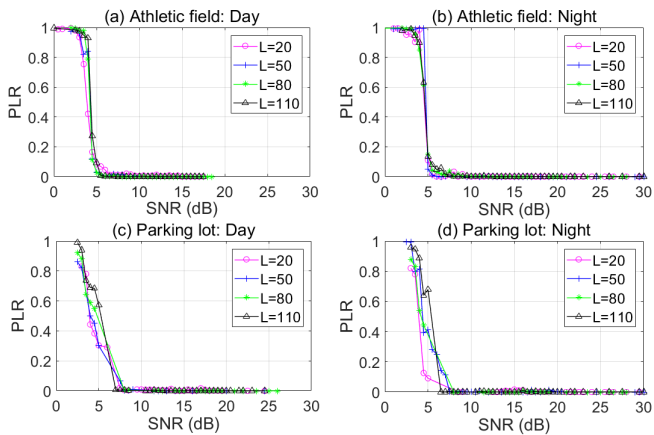 (a) Athletic field: Day
(b) Athletic field: Night
1
0.8
0.6
0.4
0.2
0
PLR
L=20
L=50
L=80
L=110
0 5 10 15 20 25 30
SNR (dB)
1
0.8
0.6
0.4
0.2
0
PLR
L=20
L=50
L=80
L=110
0 5 10 15 20 25 30
SNR (dB)
(c) Parking lot: Day
(d) Parking lot: Night
1
0.8
0.6
0.4
0.2
0
PLR
L=20
L=50
L=80
L=110
0 5 10 15 20 25 30
SNR (dB)
1
0.8
0.6
0.4
0.2
0
PLR
L=20
L=50
L=80
L=110
0 5 10 15 20 25 30
SNR (dB)